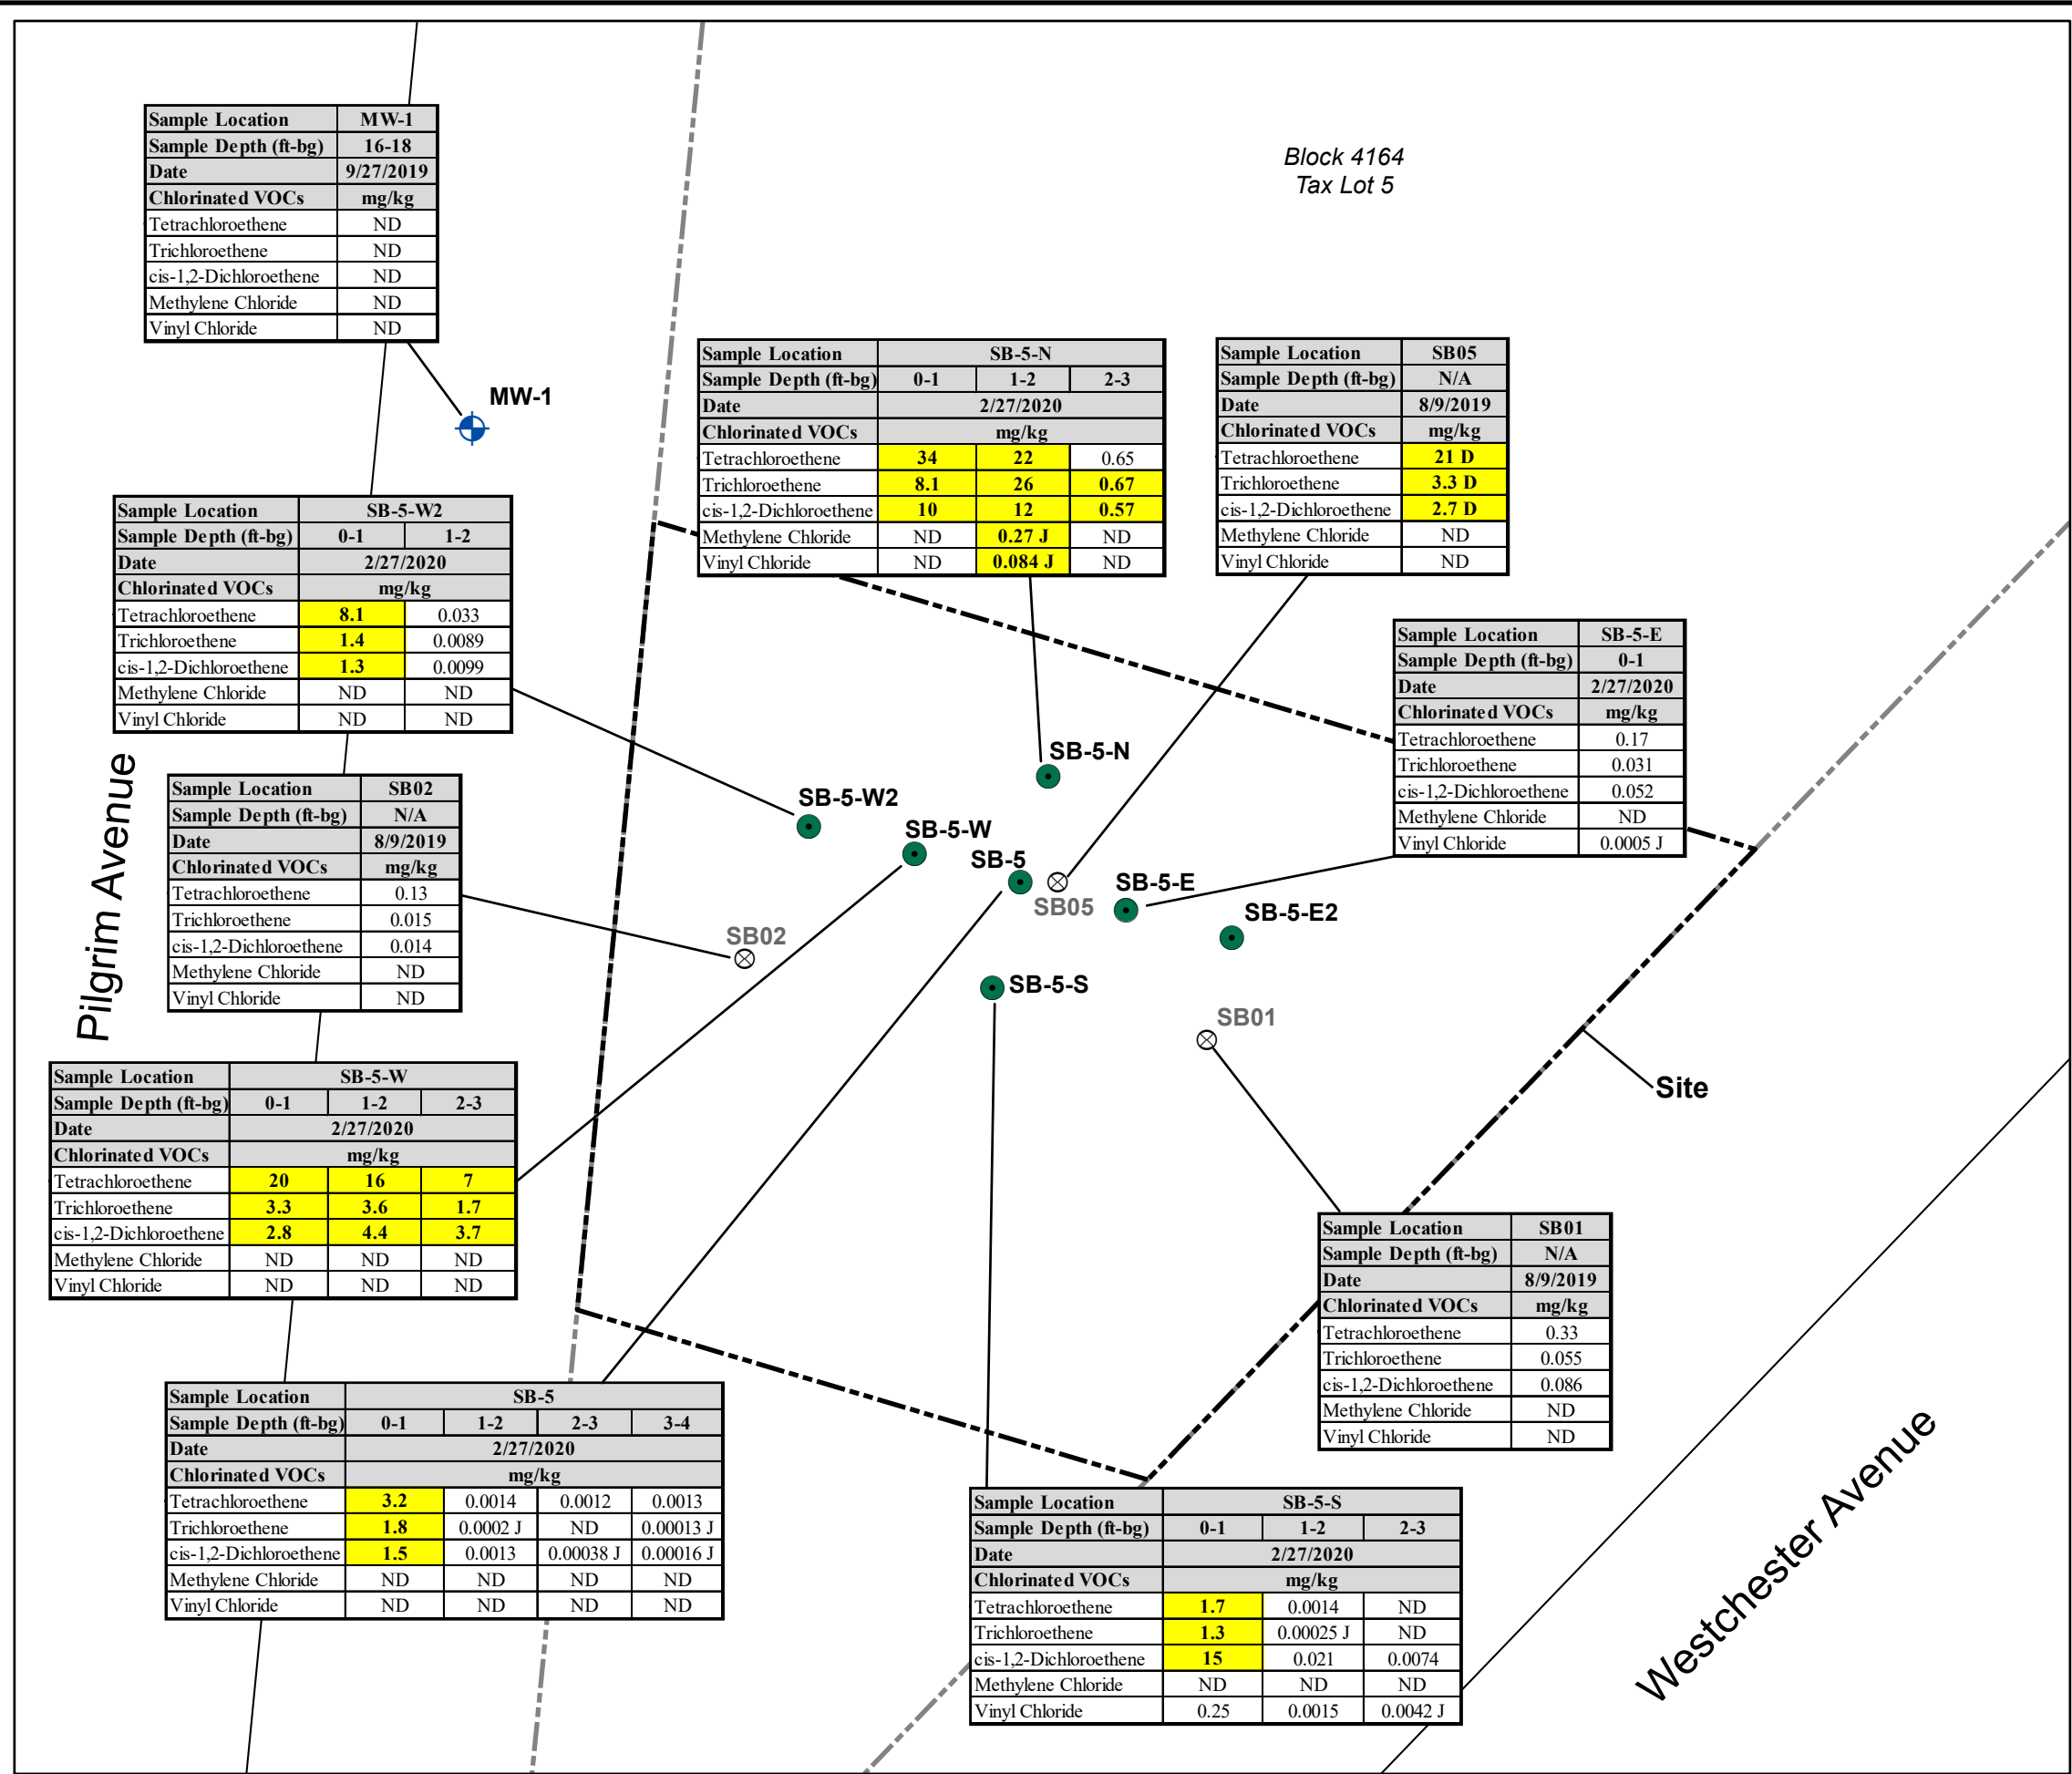 Sample Location MW-1
Sample Depth (ft-bg) 16-18
Date 9/27/2019
Chlorinated VOCs mg/kg
Tetrachloroethene ND
Trichloroethene ND
cis-1,2-Dichloroethene ND
Methylene Chloride ND
Vinyl Chloride ND
MW-1
Block 4164
Tax Lot 5
Sample Location SB-5-N
Sample Depth (ft-bg) 0-1 1-2 2-3
Date 2/27/2020
Chlorinated VOCs mg/kg
Tetrachloroethene 34 22 0.65
Trichloroethene 8.1 26 0.67
cis-1,2-Dichloroethene 10 12 0.57
Methylene Chloride ND 0.27 J ND
Vinyl Chloride ND 0.084 J ND
Sample Location SB05
Sample Depth (ft-bg) N/A
Date 8/9/2019
Chlorinated VOCs mg/kg
Tetrachloroethene 21 D
Trichloroethene 3.3 D
cis-1,2-Dichloroethene 2.7 D
Methylene Chloride ND
Vinyl Chloride ND
Sample Location SB-5-W2
Sample Depth (ft-bg) 0-1 1-2
Date 2/27/2020
Chlorinated VOCs mg/kg
Tetrachloroethene 8.1 0.033
Trichloroethene 1.4 0.0089
cis-1,2-Dichloroethene 1.3 0.0099
Methylene Chloride ND ND
Vinyl Chloride ND ND
Sample Location SB-5-E
Sample Depth (ft-bg) 0-1
Date 2/27/2020
Chlorinated VOCs mg/kg
Tetrachloroethene 0.17
Trichloroethene 0.031
cis-1,2-Dichloroethene 0.052
Methylene Chloride ND
Vinyl Chloride 0.0005 J
Pilgrim Avenue
Sample Location SB02
Sample Depth (ft-bg) N/A
Date 8/9/2019
Chlorinated VOCs mg/kg
Tetrachloroethene 0.13
Trichloroethene 0.015
cis-1,2-Dichloroethene 0.014
Methylene Chloride ND
Vinyl Chloride ND
SB-5-N
SB-5-W2
SB-5-W
SB-5
SB05
SB-5-E
SB-5-E2
SB02
SB-5-S
SB01
Site
Sample Location SB-5-W
Sample Depth (ft-bg) 0-1 1-2 2-3
Date 2/27/2020
Chlorinated VOCs mg/kg
Tetrachloroethene 20 16 7
Trichloroethene 3.3 3.6 1.7
cis-1,2-Dichloroethene 2.8 4.4 3.7
Methylene Chloride ND ND ND
Vinyl Chloride ND ND ND
Sample Location SB01
Sample Depth (ft-bg) N/A
Date 8/9/2019
Chlorinated VOCs mg/kg
Tetrachloroethene 0.33
Trichloroethene 0.055
cis-1,2-Dichloroethene 0.086
Methylene Chloride ND
Vinyl Chloride ND
Sample Location SB-5
Sample Depth (ft-bg) 0-1 1-2 2-3 3-4
Date 2/27/2020
Chlorinated VOCs mg/kg
Tetrachloroethene 3.2 0.0014 0.0012 0.0013
Trichloroethene 1.8 0.0002 J ND 0.00013 J
cis-1,2-Dichloroethene 1.5 0.0013 0.00038 J 0.00016 J
Methylene Chloride ND ND ND ND
Vinyl Chloride ND ND ND ND
Sample Location SB-5-S
Sample Depth (ft-bg) 0-1 1-2 2-3
Date 2/27/2020
Chlorinated VOCs mg/kg
Tetrachloroethene 1.7 0.0014 ND
Trichloroethene 1.3 0.00025 J ND
cis-1,2-Dichloroethene 15 0.021 0.0074
Methylene Chloride ND ND ND
Vinyl Chloride 0.25 0.0015 0.0042 J
Westchester Avenue